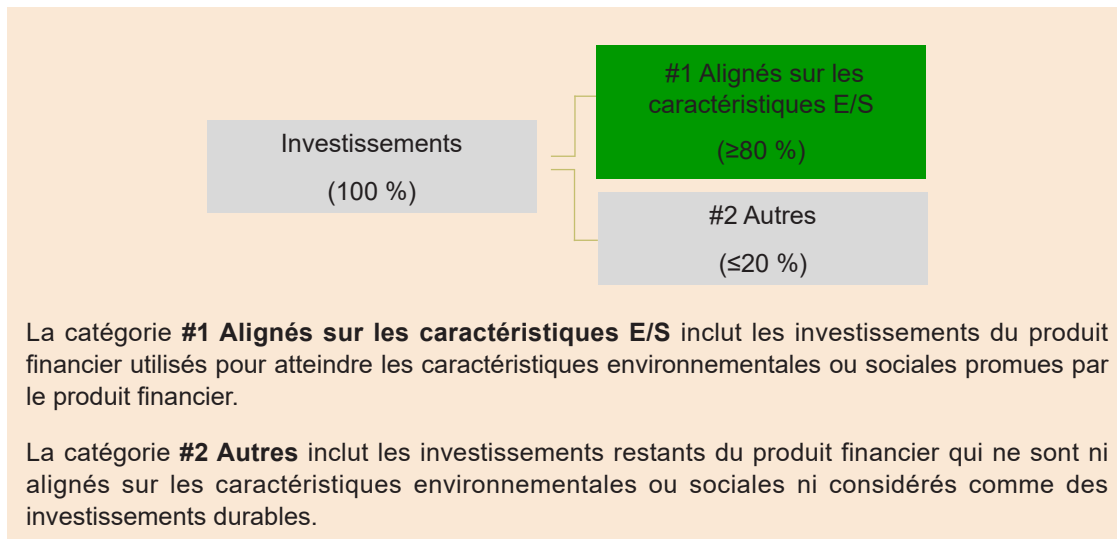 #1 Alignés sur les
caractéristiques E/S
(≥80 %)
Investissements
(100 %)
#2 Autres
(≤20 %)
La catégorie #1 Alignés sur les caractéristiques E/S inclut les investissements du produit
financier utilisés pour atteindre les caractéristiques environnementales ou sociales promues par
le produit financier.
La catégorie #2 Autres inclut les investissements restants du produit financier qui ne sont ni
alignés sur les caractéristiques environnementales ou sociales ni considérés comme des
investissements durables.